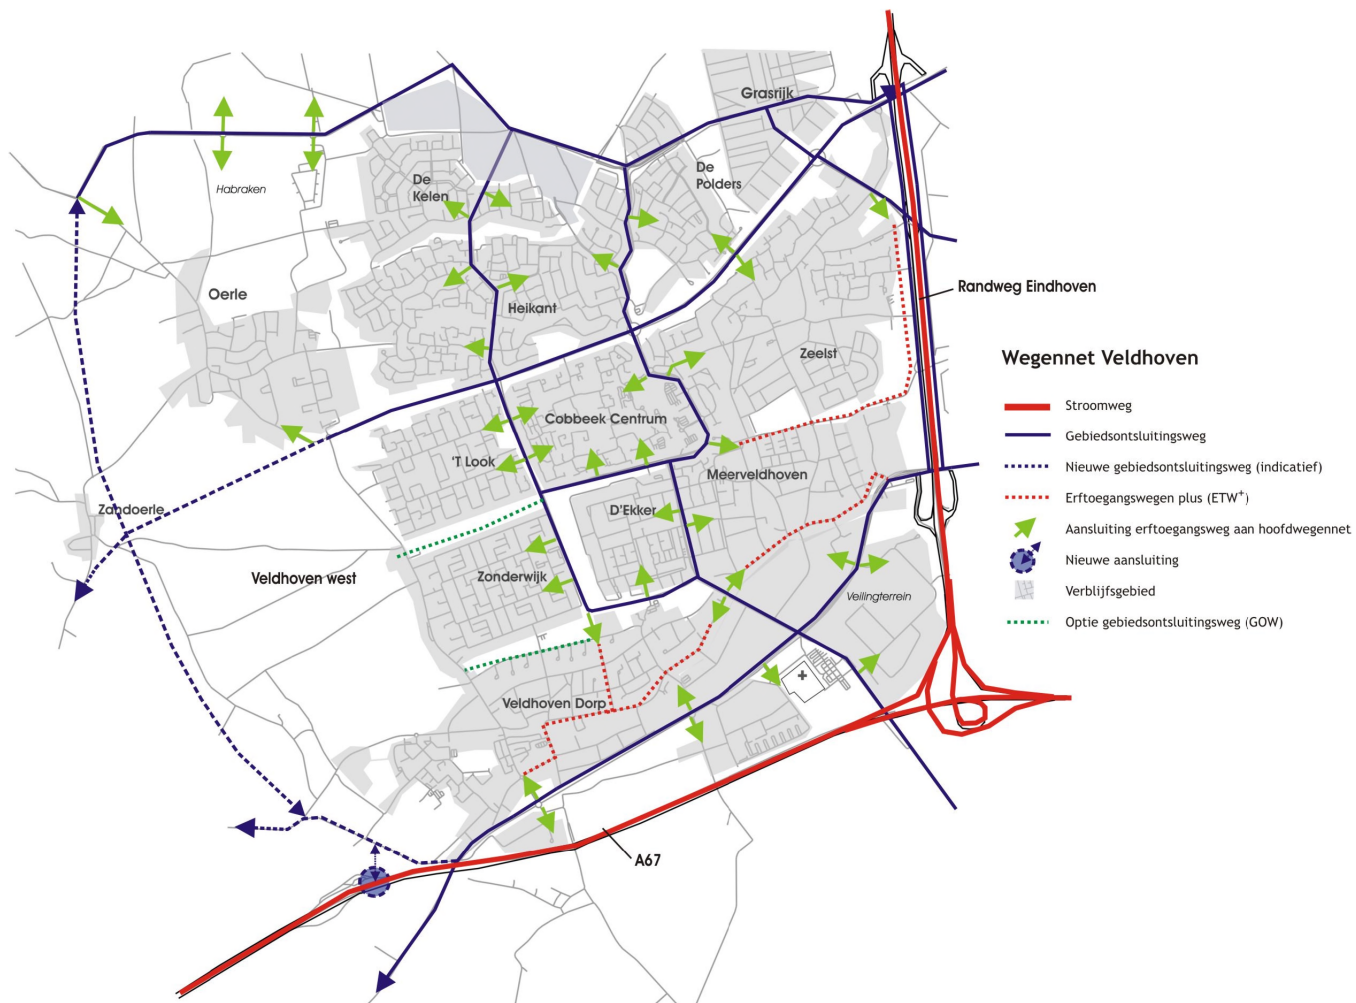 Grasrijk
De
Polders
De
Kelen
Habraken
Oerle
Randweg Eindhoven
Heikant
Zeelst
Wegennet Veldhoven
Stroomweg
Cobbeek Centrum
Gebiedsontsluitingsweg
'T Look
Meerveldhoven
Nieuwe gebiedsontsluitingsweg (indicatief)
Erftoegangswegen plus (ETW+)
Zandoerle
D'Ekker
Aansluiting erftoegangsweg aan hoofdwegennet
Nieuwe aansluiting
Veldhoven west
Zonderwijk
Veilingterrein
Verblijfsgebied
Optie gebiedsontsluitingsweg (GOW)
Veldhoven Dorp
A67